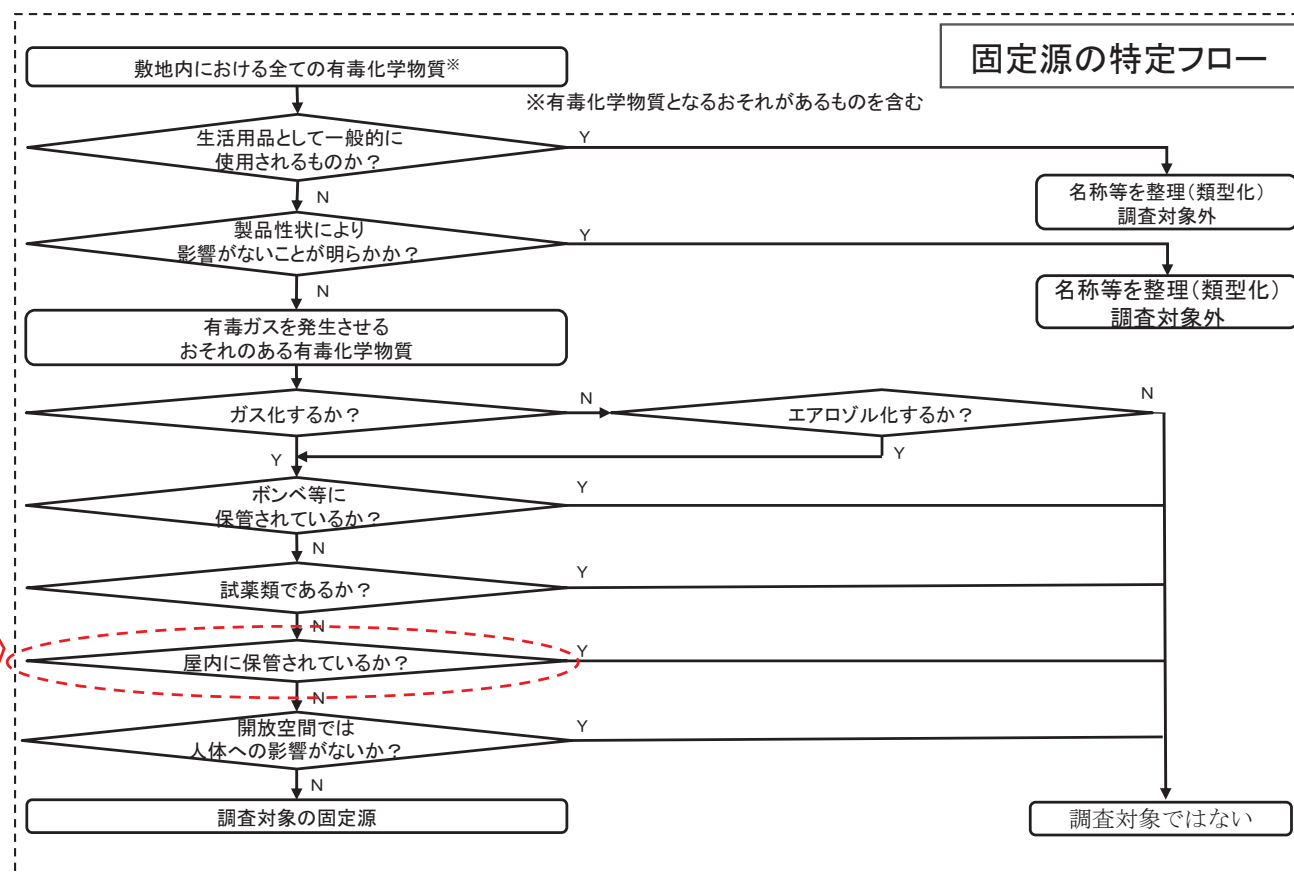 固定源の特定フロー
敷地内における全ての有毒化学物質※
※有毒化学物質となるおそれがあるものを含む
生活用品として一般的に
使用されるものか？
Y
N
名称等を整理（類型化）
調査対象外
製品性状により
影響がないことが明らかか？
Y
N
名称等を整理（類型化）
調査対象外
有毒ガスを発生させる
おそれのある有毒化学物質
ガス化するか？
N
エアロゾル化するか？
N
Y
Y
ボンベ等に
保管されているか？
Y
N
試薬類であるか？
Y
N
屋内に保管されているか？
Y
N
開放空間では
人体への影響がないか？
Y
N
調査対象の固定源
調査対象ではない